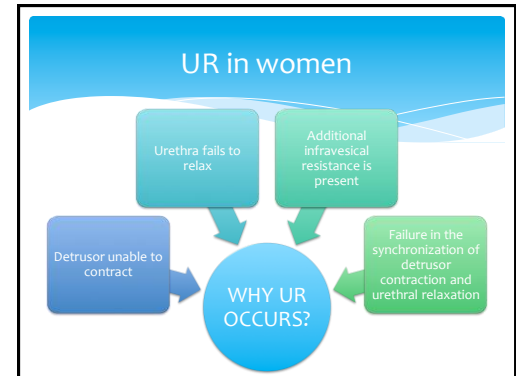 UR in women
Detrusor unable to
contract
Urethra fails to
relax
Additional
infravesical
resistance is
present
Failure in the
synchronization of
detrusor
contraction and
urethral relaxation
WHY UR
OCCURS?